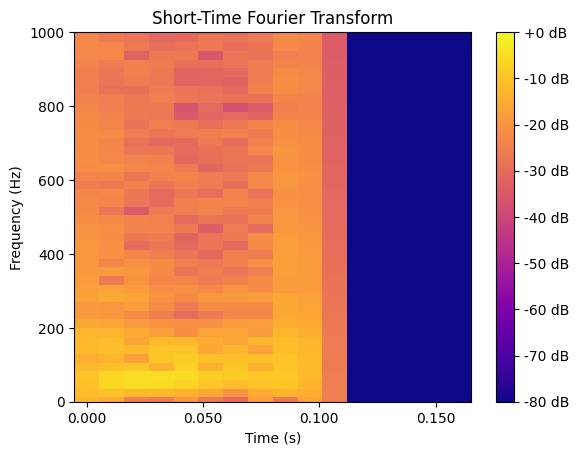 Short-Time Fourier Transform
Frequency (Hz)
1000
800
600
400
200
0
0.000
0.050
0.100
0.150
Time (s)
+0 dB
-10 dB
-20 dB
-30 dB
-40 dB
-50 dB
-60 dB
-70 dB
-80 dB